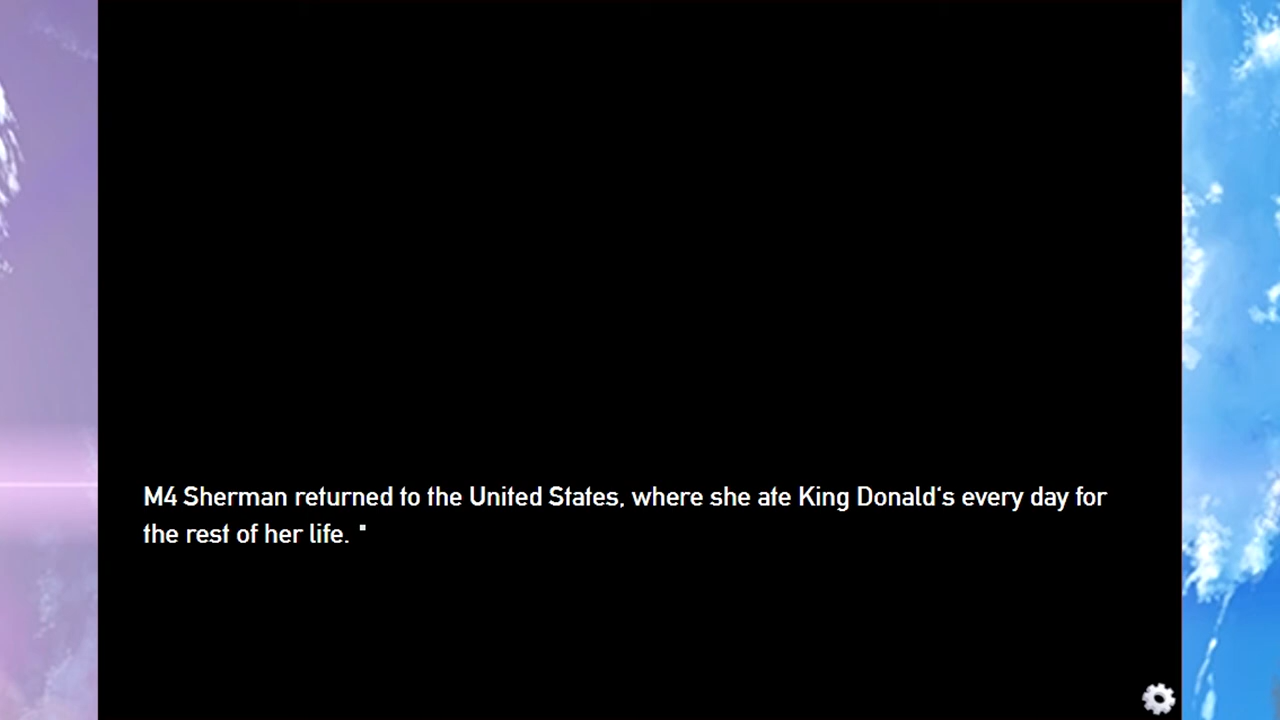 M4 Sherman returned to the United States, where she ate King Donald's every day for
the rest of her life. "